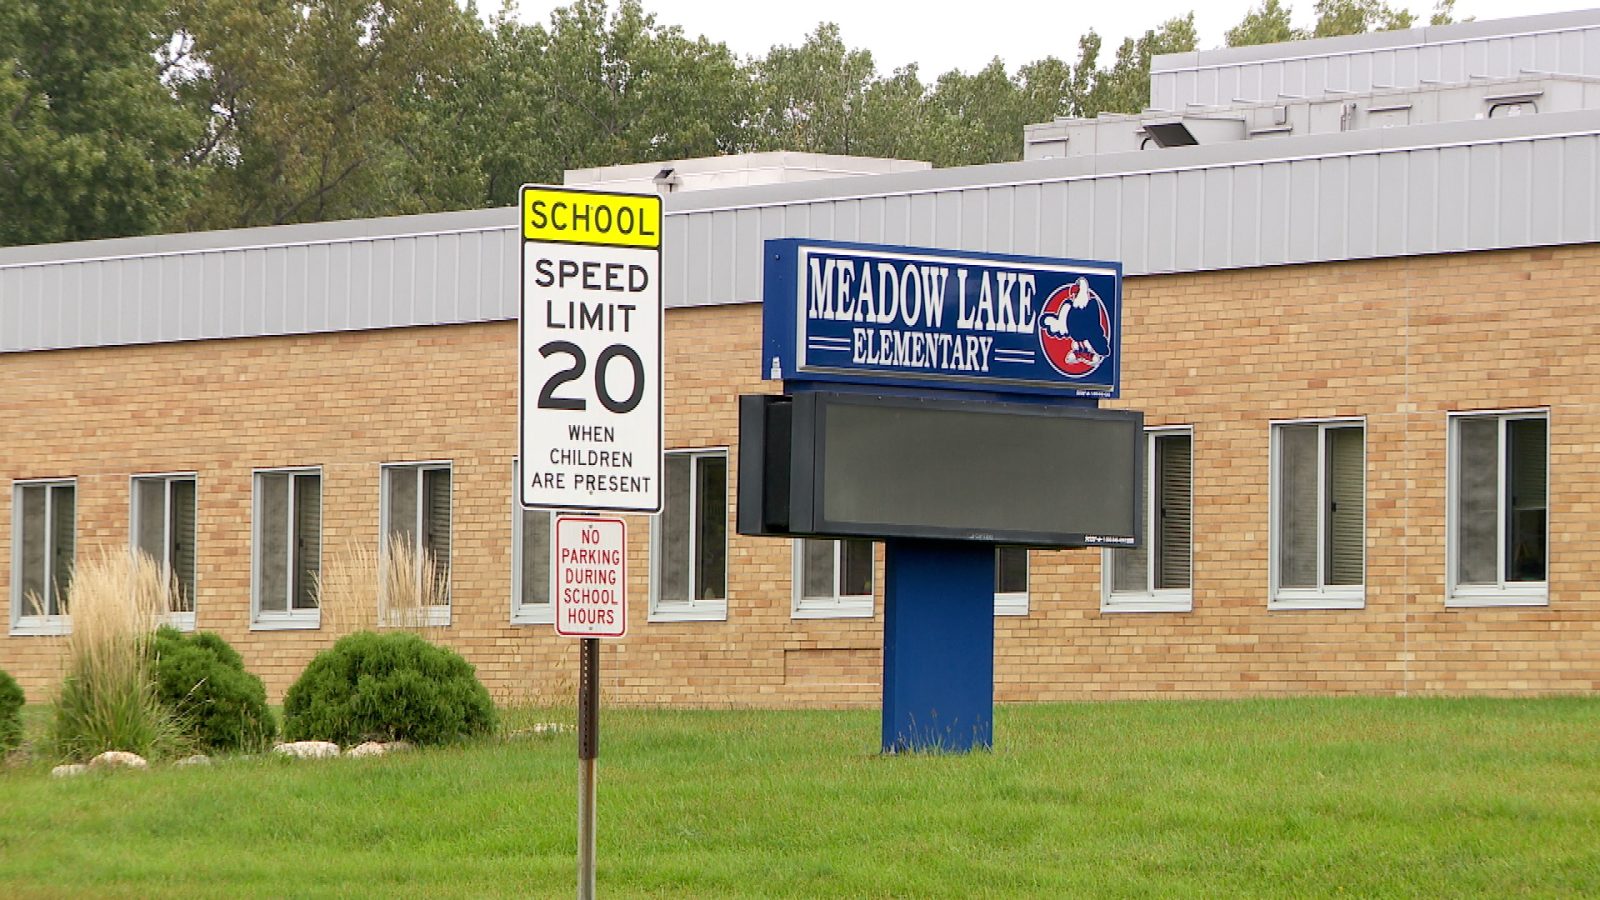 SCHOOL
SPEED
LIMIT
20
WHEN
CHILDREN
ARE PRESENT
NO
PARKING
DURING
SCHOOL
HOURS
MEADOW LAKE
ELEMENTARY